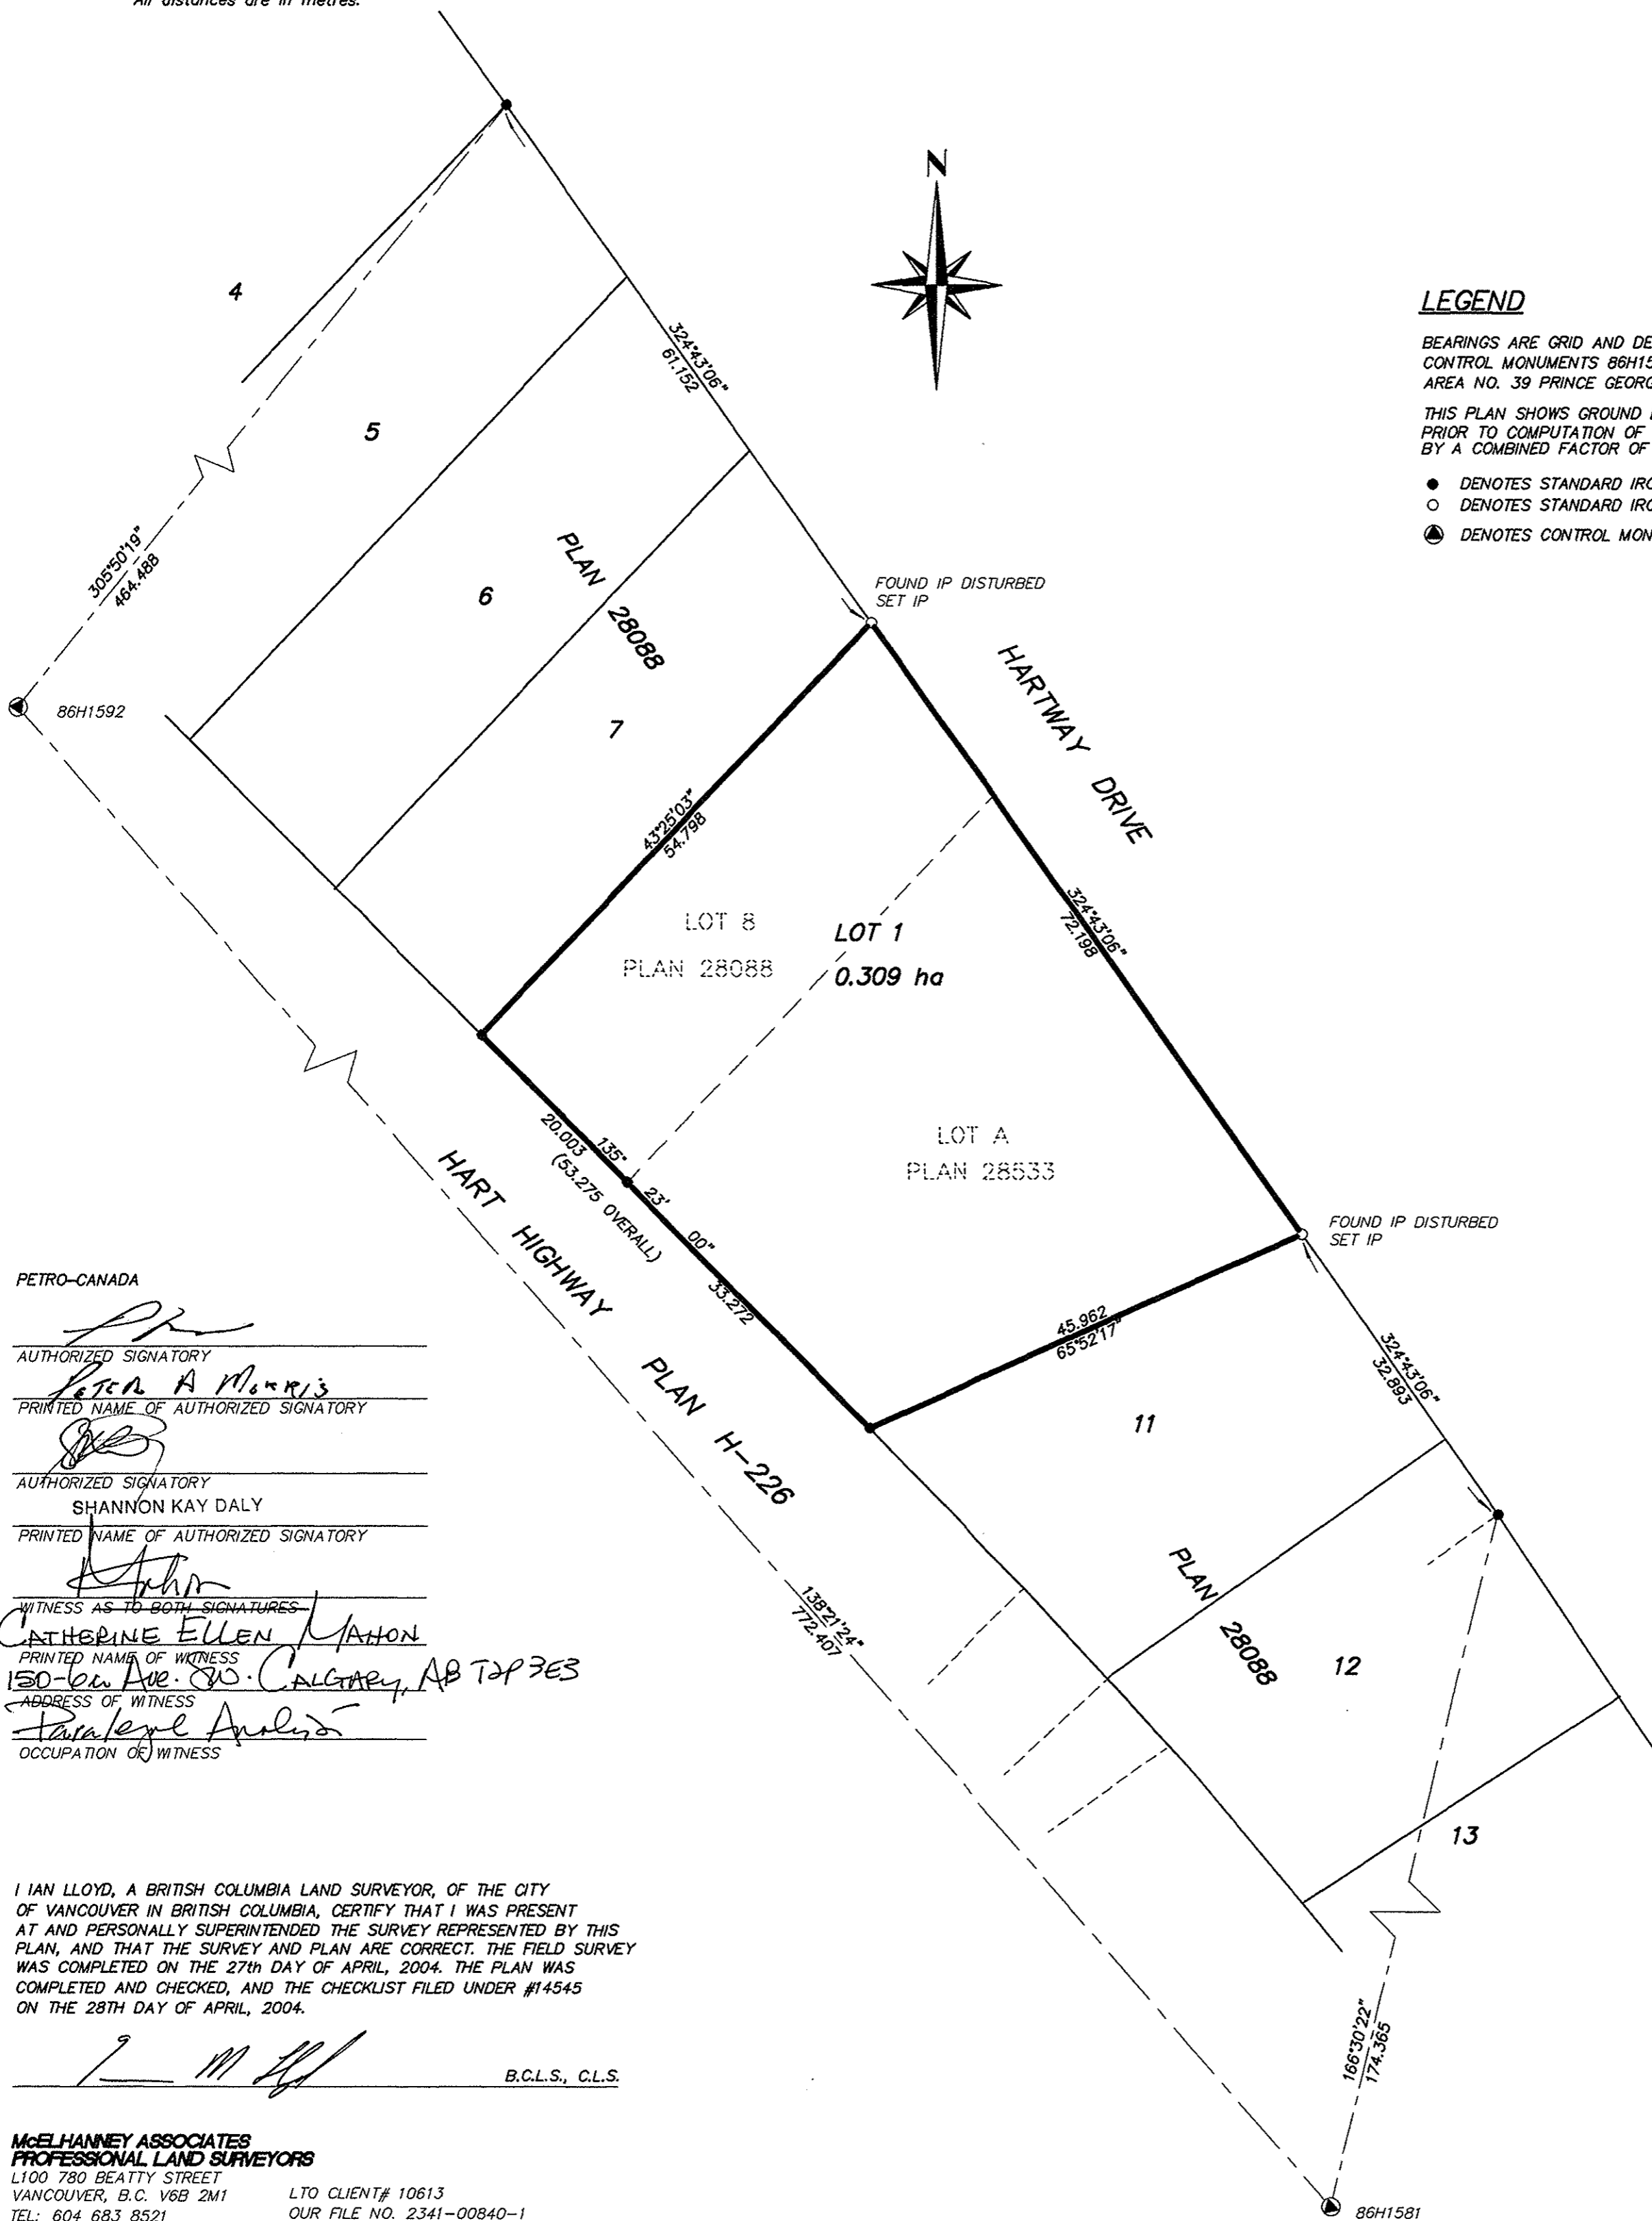 All distances are in metres.
N
4
324°43'06"
61.152
LEGEND
BEARINGS ARE GRID AND DE
CONTROL MONUMENTS 86H15
AREA NO. 39 PRINCE GEORG
THIS PLAN SHOWS GROUND
PRIOR TO COMPUTATION OF
BY A COMBINED FACTOR OF
DENOTES STANDARD IRO
DENOTES STANDARD IRO
DENOTES CONTROL MON
5
305°50'19"
464.488
6
PLAN 28088
FOUND IP DISTURBED
SET IP
86H1592
7
HARTWAY DRIVE
43°25'03"
54.798
LOT 8
PLAN 28088
LOT 1
0.309 ha
324°43'06"
72.198
20.003
135° 23' 00"
(53.275 OVERALL)
33.272
LOT A
PLAN 28533
HART HIGHWAY PLAN H-226
FOUND IP DISTURBED
SET IP
45.962
65°52'17"
324°43'06"
32.893
11
138°21'24"
772.407
PLAN 28088
12
13
166°30'22"
174.365
86H1581
PETRO-CANADA
AUTHORIZED SIGNATORY
PETER A MORRIS
PRINTED NAME OF AUTHORIZED SIGNATORY
AUTHORIZED SIGNATORY
SHANNON KAY DALY
PRINTED NAME OF AUTHORIZED SIGNATORY
WITNESS AS TO BOTH SIGNATURES
CATHERINE ELLEN MAHON
PRINTED NAME OF WITNESS
150-6th Ave. SW. CALGARY, AB T2P 3E3
ADDRESS OF WITNESS
Paralegal Analyst
OCCUPATION OF WITNESS
I IAN LLOYD, A BRITISH COLUMBIA LAND SURVEYOR, OF THE CITY
OF VANCOUVER IN BRITISH COLUMBIA, CERTIFY THAT I WAS PRESENT
AT AND PERSONALLY SUPERINTENDED THE SURVEY REPRESENTED BY THIS
PLAN, AND THAT THE SURVEY AND PLAN ARE CORRECT. THE FIELD SURVEY
WAS COMPLETED ON THE 27th DAY OF APRIL, 2004. THE PLAN WAS
COMPLETED AND CHECKED, AND THE CHECKLIST FILED UNDER #14545
ON THE 28TH DAY OF APRIL, 2004.
B.C.L.S., C.L.S.
McELHANNEY ASSOCIATES
PROFESSIONAL LAND SURVEYORS
L100 780 BEATTY STREET
VANCOUVER, B.C. V6B 2M1
LTO CLIENT# 10613
TEL: 604 683 8521
OUR FILE NO. 2341-00840-1